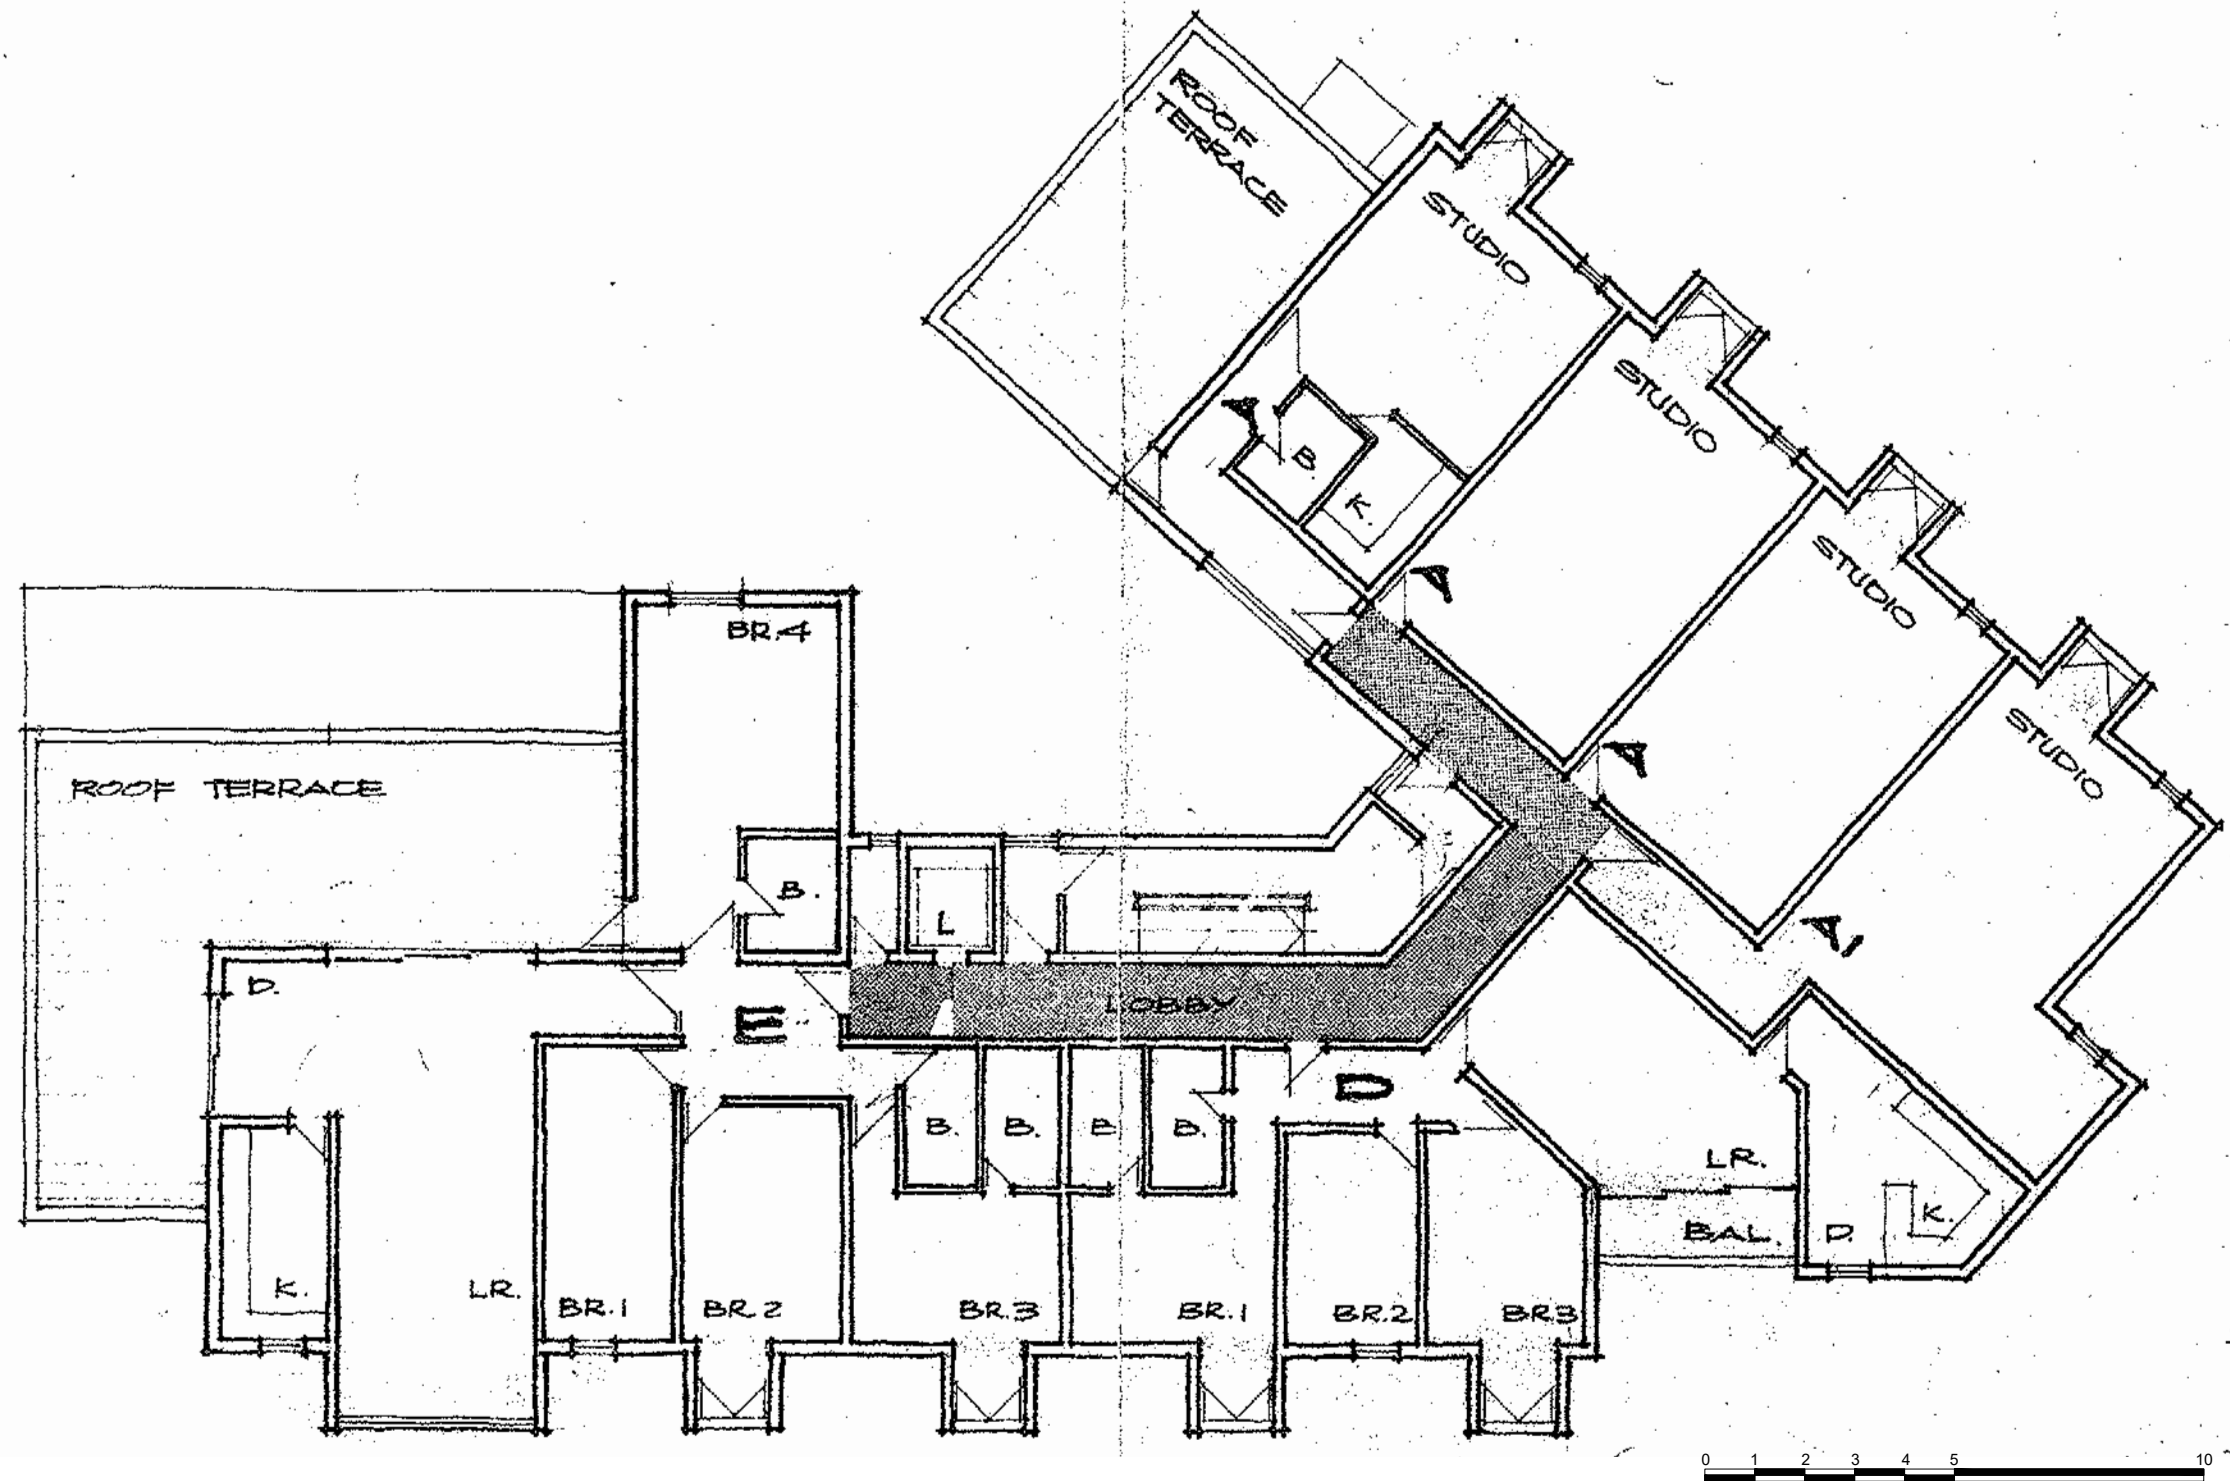 ROOF
TERRACE
STUDIO
STUDIO
STUDIO
STUDIO
A
B.
K.
A
A
A
BR.4
ROOF TERRACE
B.
L
D.
E
LOBBY
D
B.
B.
B
B.
LR.
BAL.
D.
K.
K.
LR.
BR.1
BR.2
BR.3
BR.1
BR.2
BR.3
0 1 2 3 4 5 10